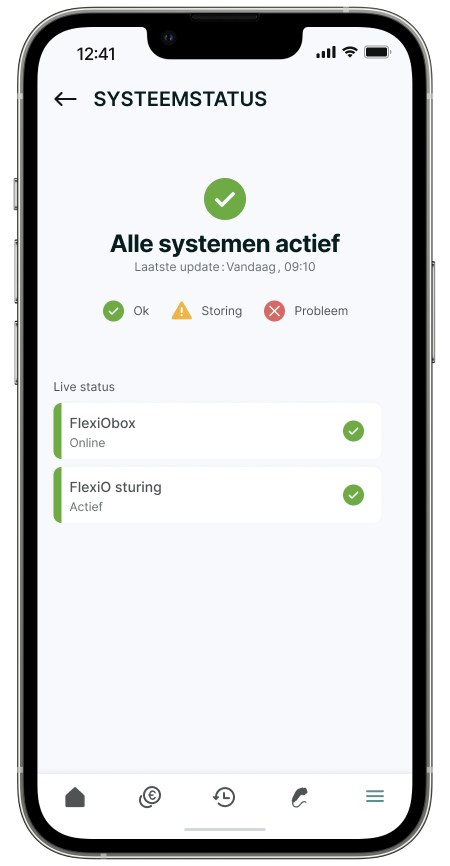 12:41
SYSTEEMSTATUS
Alle systemen actief
Laatste update: Vandaag, 09:10
Ok Storing Probleem
Live status
FlexiObox
Online
FlexiO sturing
Actief